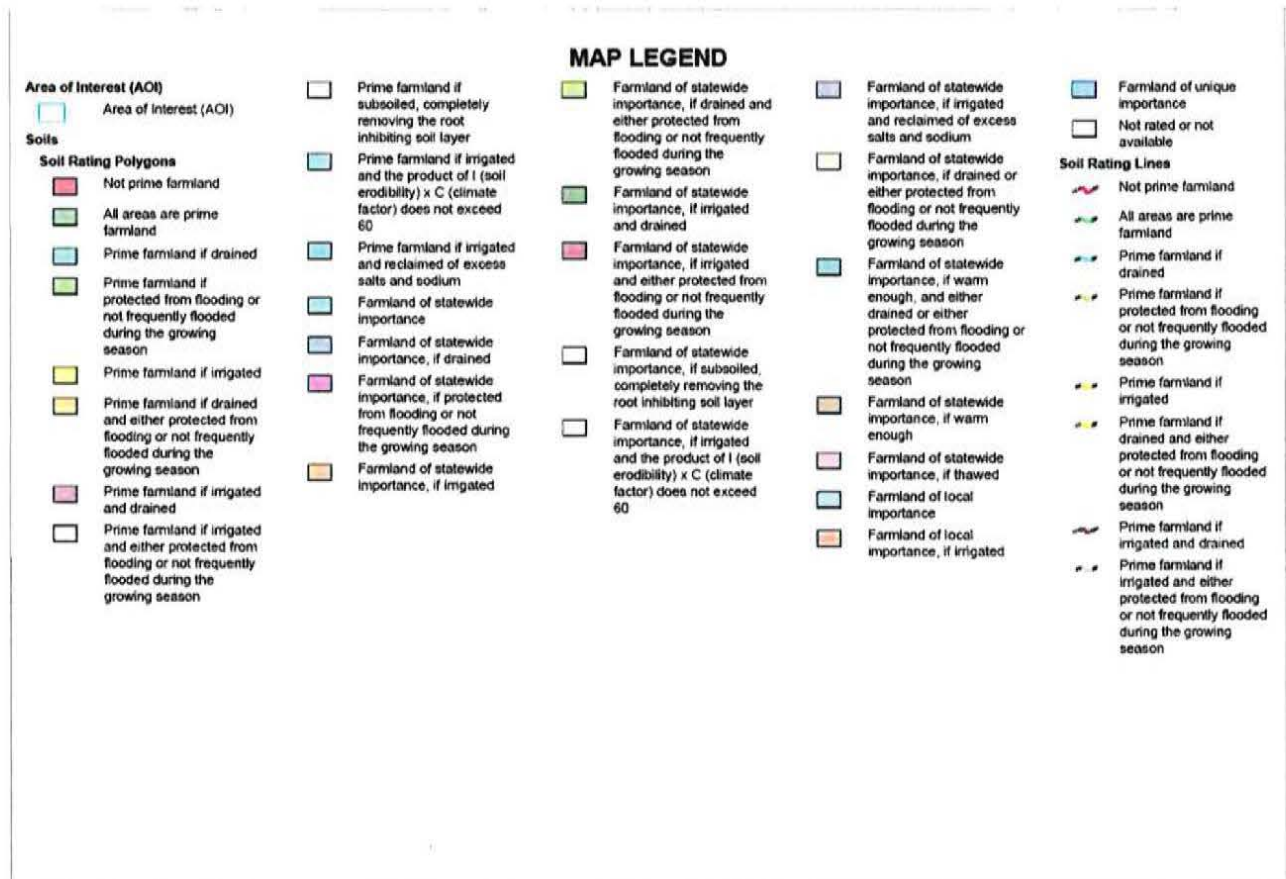 MAP LEGEND
Area of Interest (AOI)
Area of Interest (AOI)
Soils
Soil Rating Polygons
Not prime farmland
All areas are prime
farmland
Prime farmland if drained
Prime farmland if
protected from flooding or
not frequently flooded
during the growing
season
Prime farmland if irrigated
Prime farmland if drained
and either protected from
flooding or not frequently
flooded during the
growing season
Prime farmland if irrigated
and drained
Prime farmland if irrigated
and either protected from
flooding or not frequently
flooded during the
growing season
Prime farmland if
subsoiled, completely
removing the root
inhibiting soil layer
Prime farmland if irrigated
and the product of I (soil
erodibility) x C (climate
factor) does not exceed
60
Prime farmland if irrigated
and reclaimed of excess
salts and sodium
Farmland of statewide
importance
Farmland of statewide
importance, if drained
Farmland of statewide
importance, if protected
from flooding or not
frequently flooded during
the growing season
Farmland of statewide
importance, if irrigated
Farmland of statewide
importance, if drained and
either protected from
flooding or not frequently
flooded during the
growing season
Farmland of statewide
importance, if irrigated
and drained
Farmland of statewide
importance, if irrigated
and either protected from
flooding or not frequently
flooded during the
growing season
Farmland of statewide
importance, if subsoiled,
completely removing the
root inhibiting soil layer
Farmland of statewide
importance, if irrigated
and the product of I (soil
erodibility) x C (climate
factor) does not exceed
60
Farmland of statewide
importance, if irrigated
and reclaimed of excess
salts and sodium
Farmland of statewide
importance, if drained or
either protected from
flooding or not frequently
flooded during the
growing season
Farmland of statewide
importance, if warm
enough, and either
drained or either
protected from flooding or
not frequently flooded
during the growing
season
Farmland of statewide
importance, if warm
enough
Farmland of statewide
importance, if thawed
Farmland of local
importance
Farmland of local
importance, if irrigated
Farmland of unique
importance
Not rated or not
available
Soil Rating Lines
Not prime farmland
All areas are prime
farmland
Prime farmland if
drained
Prime farmland if
protected from flooding
or not frequently flooded
during the growing
season
Prime farmland if
irrigated
Prime farmland if
drained and either
protected from flooding
or not frequently flooded
during the growing
season
Prime farmland if
irrigated and drained
Prime farmland if
irrigated and either
protected from flooding
or not frequently flooded
during the growing
season